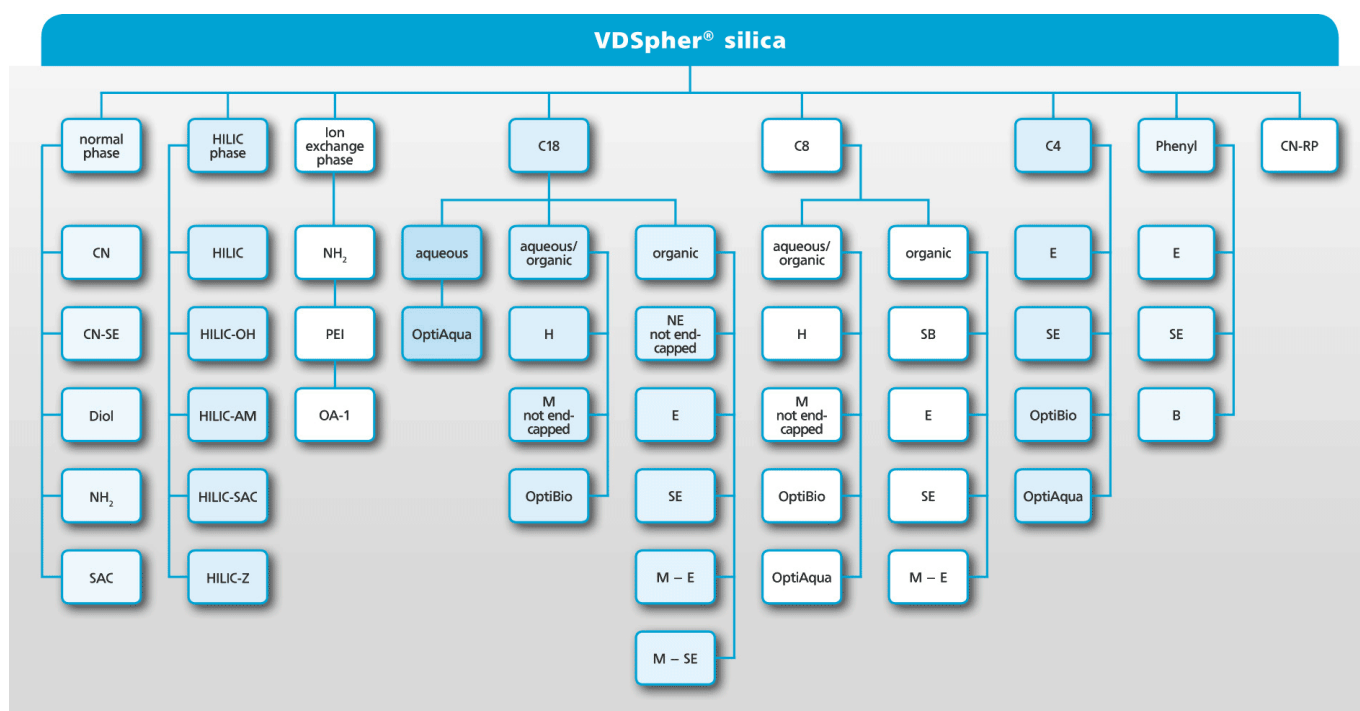 VDSpher® silica
normal
phase
HILIC
phase
Ion
exchange
phase
C18
C8
C4
Phenyl
CN-RP
CN
HILIC
NH₂
aqueous
aqueous/
organic
organic
aqueous/
organic
organic
E
E
CN-SE
HILIC-OH
PEI
OptiAqua
H
NE
not end-
capped
H
SB
SE
SE
Diol
HILIC-AM
OA-1
M
not end-
capped
E
M
not end-
capped
E
OptiBio
B
NH₂
HILIC-SAC
OptiBio
SE
OptiBio
SE
OptiAqua
SAC
HILIC-Z
M – E
OptiAqua
M – E
M – SE